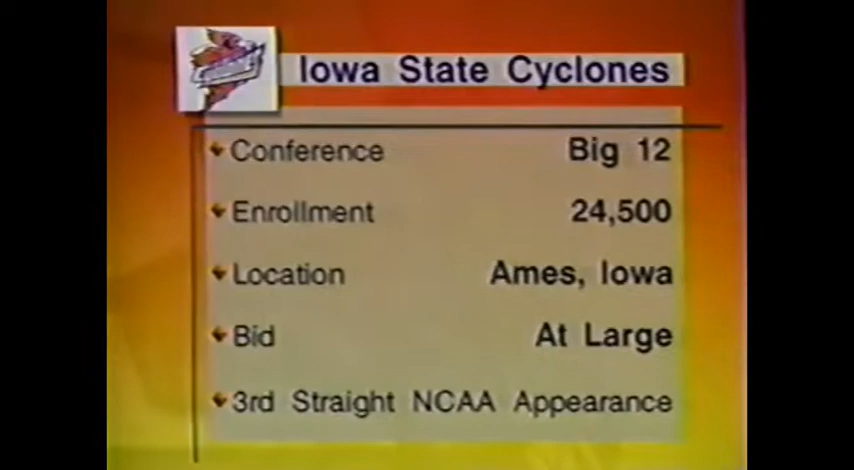 Iowa State Cyclones
Conference Big 12
Enrollment 24,500
Location Ames, Iowa
Bid At Large
3rd Straight NCAA Appearance